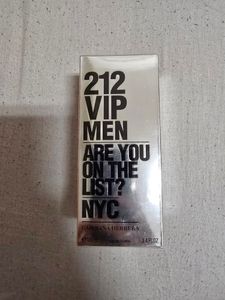 212
VIP
MEN
ARE YOU
ON THE
LIST?
NYC
CAROLINA HERRERA
3.4 FL.OZ